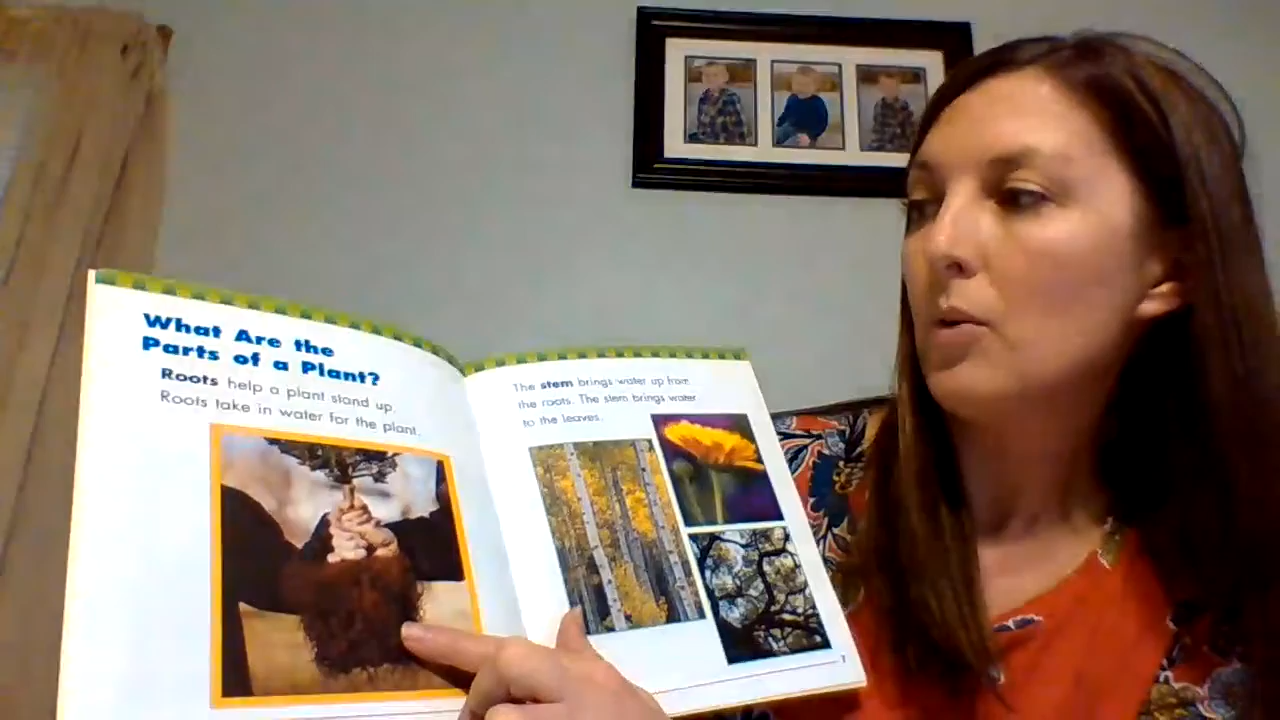 What Are the
Parts of a Plant?
Roots help a plant stand up.
Roots take in water for the plant.
The stem brings water up from
the roots. The stem brings water
to the leaves.
7